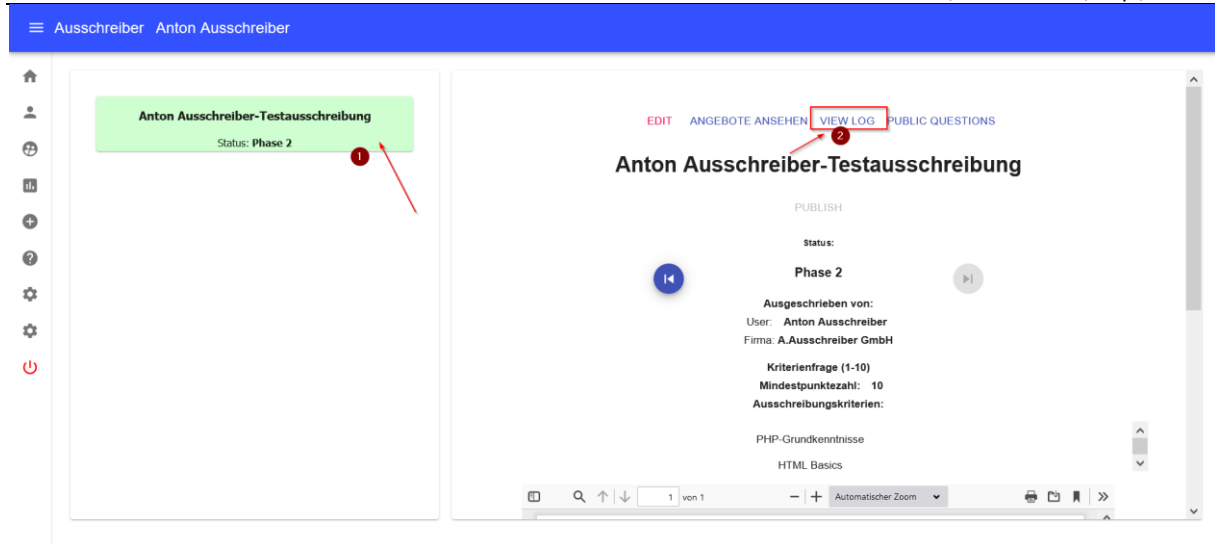 Ausschreiber Anton Ausschreiber
Anton Ausschreiber-Testausschreibung
Status: Phase 2
1
EDIT ANGEBOTE ANSEHEN VIEW LOG PUBLIC QUESTIONS
2
Anton Ausschreiber-Testausschreibung
PUBLISH
Status:
Phase 2
Ausgeschrieben von:
User: Anton Ausschreiber
Firma: A.Ausschreiber GmbH
Kriterienfrage (1-10)
Mindestpunktezahl: 10
Ausschreibungskriterien:
PHP-Grundkenntnisse
HTML Basics
1 von 1 Automatischer Zoom